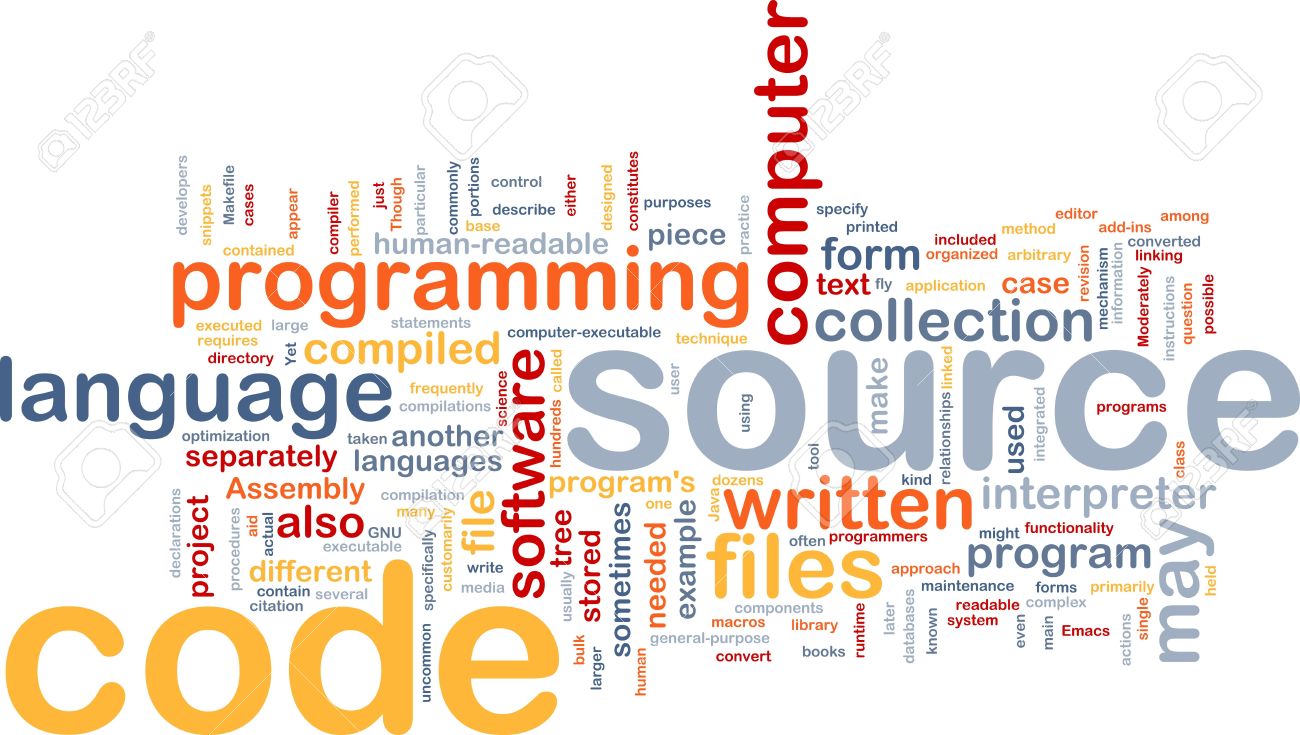 computer
developers
snippets
Makefile
cases
contained
appear
compiler
performed
just
Though
particular
commonly
portions
control
describe
base
either
designed
constitutes
purposes
practice
human-readable
piece
programming
specify
printed
form
text
fly
included
organized
application
method
arbitrary
case
editor
revision
add-ins
mechanism
information
among
converted
linking
Moderately
instructions
question
possible
collection
executed
requires
large
directory
Yet
statements
compiled
computer-executable
technique
language
frequently
compilations
science
software
called
hundreds
source
user
using
tool
make
linked
relationships
used
integrated
programs
class
optimization
separately
taken
another
languages
Assembly
compilation
many
file
program's
dozens
one
Java
written
kind
interpreter
may
declarations
project
procedures
aid
actual
also
GNU
executable
different
contain
several
citation
specifically
customarily
write
media
uncommon
tree
usually
stored
sometimes
needed
example
files
often
programmers
might
functionality
program
approach
maintenance
forms
primarily
held
readable
complex
system
components
macros
library
general-purpose
convert
books
runtime
later
databases
known
even
main
Emacs
actions
single
bulk
larger
human
code
123RF
123RF
123RF
123RF
123RF
123RF
123RF
123RF